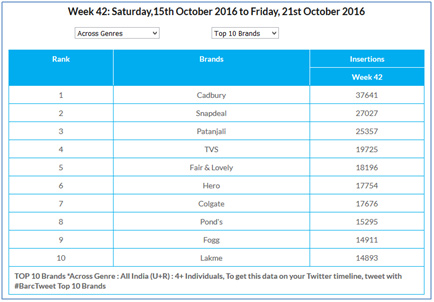 Week 42: Saturday,15th October 2016 to Friday, 21st October 2016
Across Genres Top 10 Brands
Rank Brands Insertions
Week 42
1 Cadbury 37641
2 Snapdeal 27027
3 Patanjali 25357
4 TVS 19725
5 Fair & Lovely 18196
6 Hero 17754
7 Colgate 17676
8 Pond's 15295
9 Fogg 14911
10 Lakme 14893
TOP 10 Brands *Across Genre : All India (U+R) : 4+ Individuals, To get this data on your Twitter timeline, tweet with
#BarcTweet Top 10 Brands